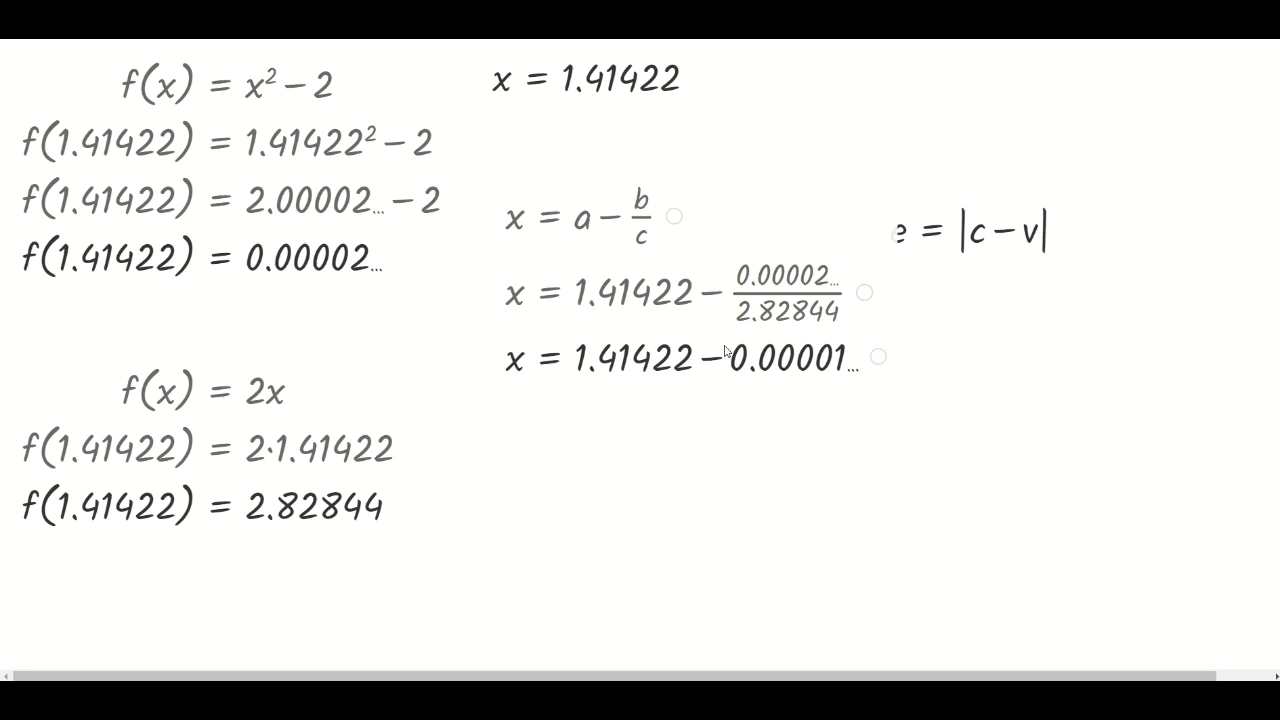 f(x) = x² − 2
f(1.41422) = 1.41422² − 2
f(1.41422) = 2.00002... − 2
f(1.41422) = 0.00002...
f(x) = 2x
f(1.41422) = 2·1.41422
f(1.41422) = 2.82844
x = 1.41422
x = a − b/c
x = 1.41422 − 0.00002.../2.82844
x = 1.41422 − 0.00001...
e = |c − v|